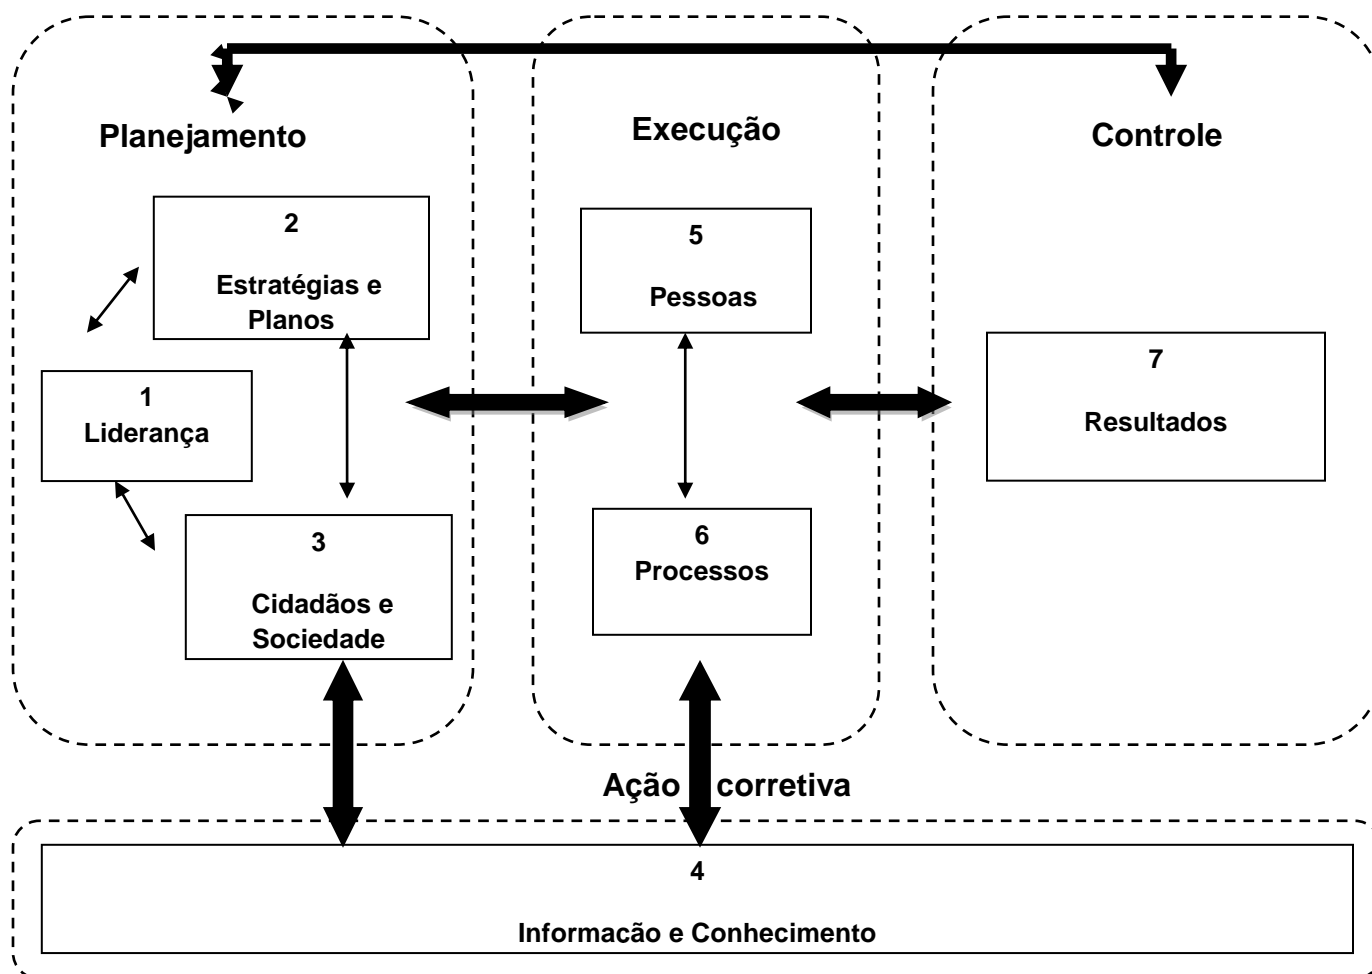 Planejamento
Execução
Controle
2
Estratégias e
Planos
1
Liderança
3
Cidadãos e
Sociedade
5
Pessoas
6
Processos
7
Resultados
Ação corretiva
4
Informacão e Conhecimento